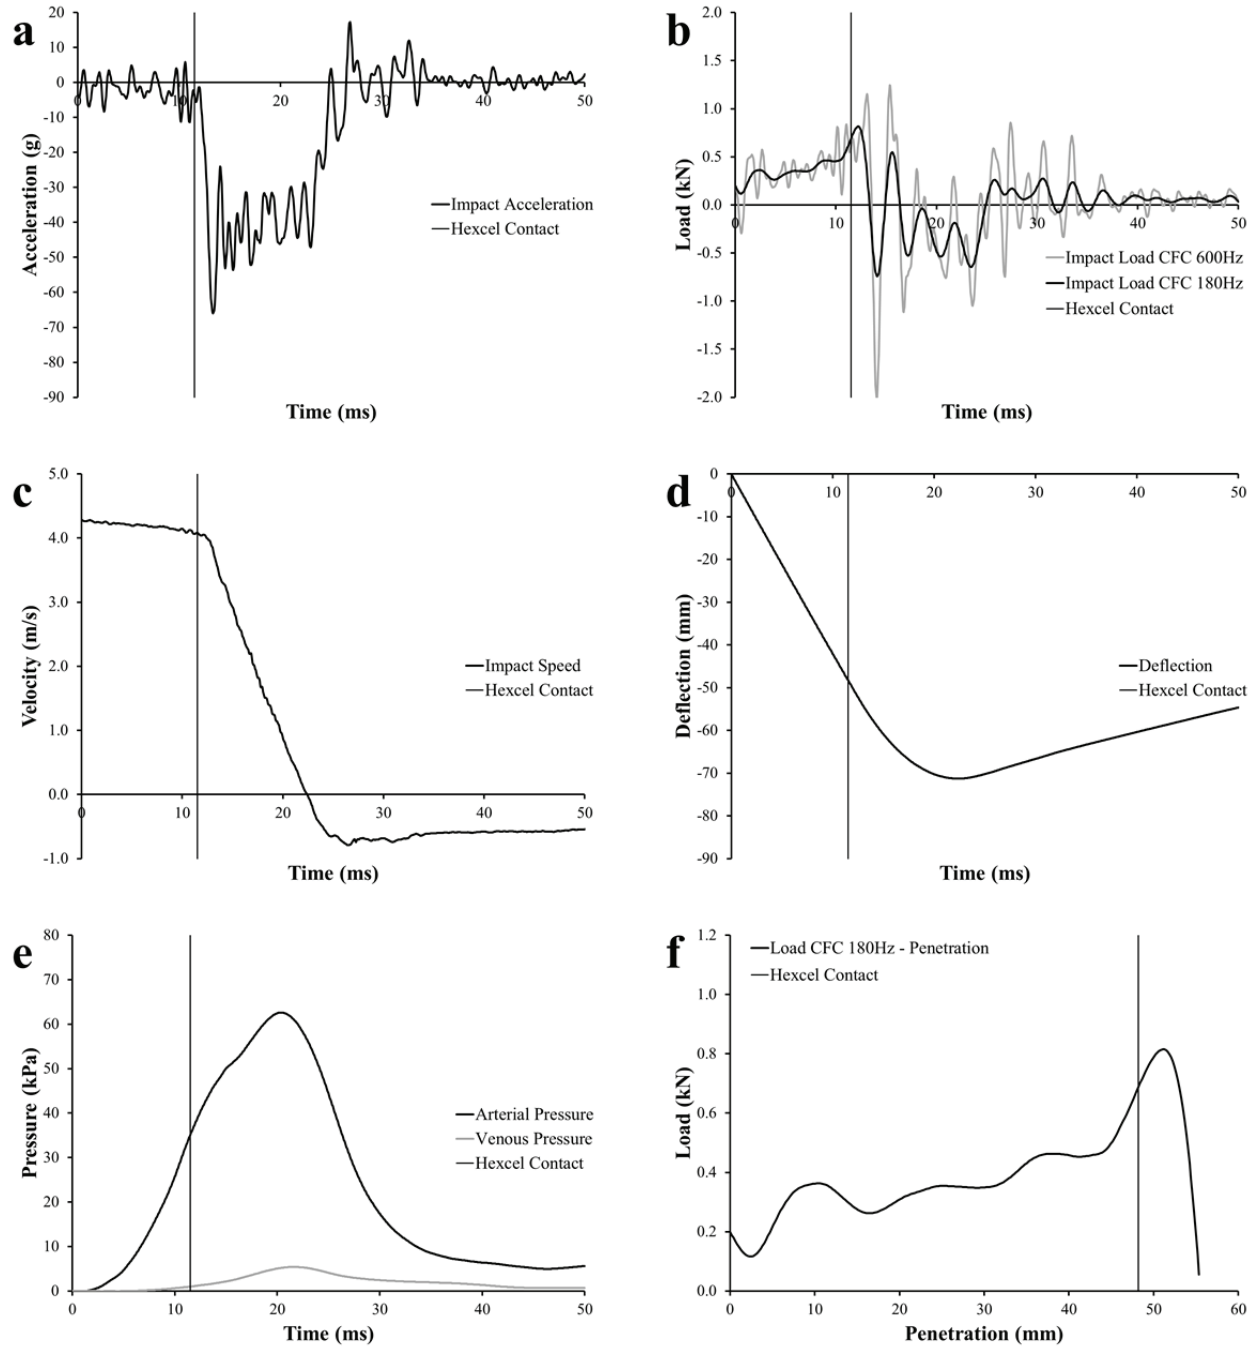 a
20
10
0
-10
-20
-30
-40
-50
-60
-70
-80
-90
0
10
20
30
40
50
Acceleration (g)
Time (ms)
Impact Acceleration
Hexcel Contact
b
2.0
1.5
1.0
0.5
0.0
-0.5
-1.0
-1.5
-2.0
0
10
20
30
40
50
Load (kN)
Time (ms)
Impact Load CFC 600Hz
Impact Load CFC 180Hz
Hexcel Contact
c
5.0
4.0
3.0
2.0
1.0
0.0
-1.0
0
10
20
30
40
50
Velocity (m/s)
Time (ms)
Impact Speed
Hexcel Contact
d
0
-10
-20
-30
-40
-50
-60
-70
-80
-90
0
10
20
30
40
50
Deflection (mm)
Time (ms)
Deflection
Hexcel Contact
e
80
70
60
50
40
30
20
10
0
0
10
20
30
40
50
Pressure (kPa)
Time (ms)
Arterial Pressure
Venous Pressure
Hexcel Contact
f
1.2
1.0
0.8
0.6
0.4
0.2
0.0
0
10
20
30
40
50
60
Load (kN)
Penetration (mm)
Load CFC 180Hz - Penetration
Hexcel Contact